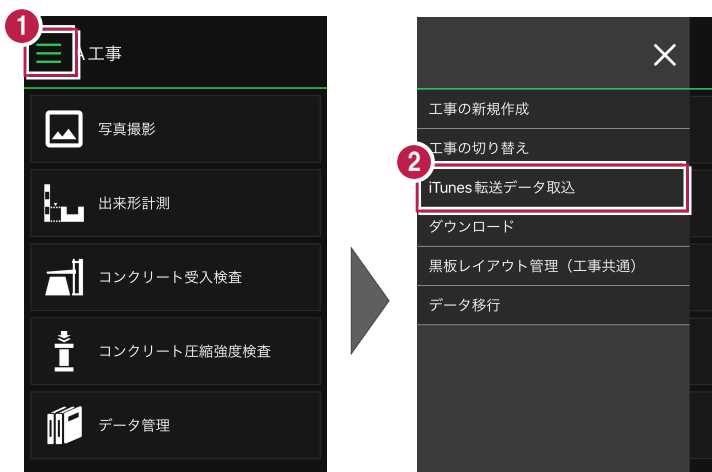 1
A工事
写真撮影
出来形計測
コンクリート受入検査
コンクリート圧縮強度検査
データ管理
工事の新規作成
工事の切り替え
2
iTunes転送データ取込
ダウンロード
黒板レイアウト管理（工事共通）
データ移行